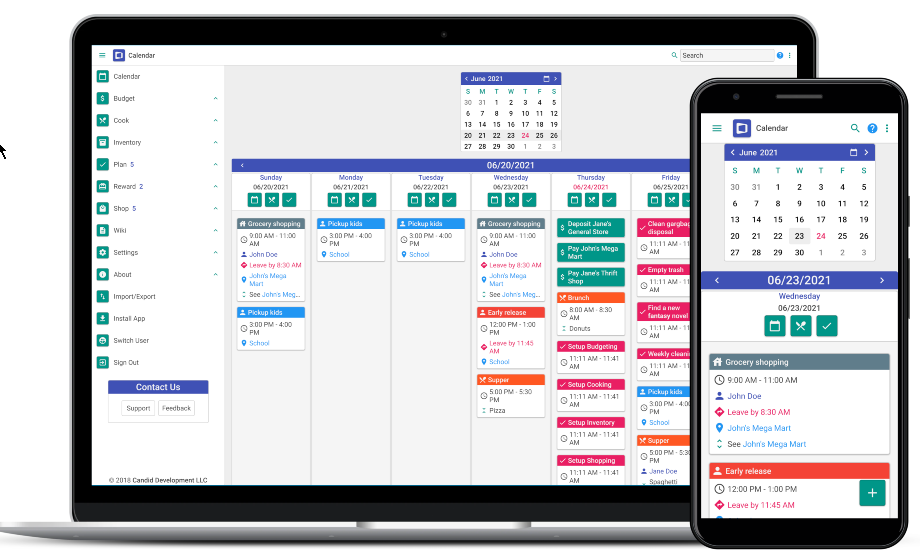 Calendar
Search
Calendar
Budget
Cook
Inventory
Plan 5
Reward 2
Shop 5
Wiki
Settings
About
Import/Export
Install App
Switch User
Sign Out
Contact Us
Support Feedback
© 2018 Candid Development LLC
June 2021
S M T W T F S
30 31 1 2 3 4 5
6 7 8 9 10 11 12
13 14 15 16 17 18 19
20 21 22 23 24 25 26
27 28 29 30 1 2 3
06/20/2021
Sunday
06/20/2021
Grocery shopping
9:00 AM - 11:00
AM
John Doe
Leave by 8:30 AM
John's Mega
Mart
See John's Meg...
Pickup kids
3:00 PM - 4:00
PM
School
Monday
06/21/2021
Pickup kids
3:00 PM - 4:00
PM
School
Tuesday
06/22/2021
Pickup kids
3:00 PM - 4:00
PM
School
Wednesday
06/23/2021
Grocery shopping
9:00 AM - 11:00
AM
John Doe
Leave by 8:30 AM
John's Mega
Mart
See John's Meg...
Early release
12:00 PM - 1:00
PM
Leave by 11:45
AM
School
Supper
5:00 PM - 5:30
PM
Pizza
Thursday
06/24/2021
Deposit Jane's
General Store
Pay John's Mega
Mart
Pay Jane's Thrift
Shop
Brunch
8:00 AM - 8:30
AM
Donuts
Setup Budgeting
11:11 AM - 11:41
AM
Setup Cooking
11:11 AM - 11:41
AM
Setup Inventory
11:11 AM - 11:41
AM
Setup Shopping
11:11 AM - 11:41
AM
Friday
06/25/2021
Clean gargbag
disposal
11:11 AM - 11
AM
Empty trash
11:11 AM - 11
AM
Find a new
fantasy novel
11:11 AM - 11
AM
Weekly cleani
11:11 AM - 11
AM
Pickup kids
3:00 PM - 4:0
PM
School
Supper
5:00 PM - 5:3
PM
Jane Doe
Spaghetti
Calendar
June 2021
S M T W T F S
30 31 1 2 3 4 5
6 7 8 9 10 11 12
13 14 15 16 17 18 19
20 21 22 23 24 25 26
27 28 29 30 1 2 3
06/23/2021
Wednesday
06/23/2021
Grocery shopping
9:00 AM - 11:00 AM
John Doe
Leave by 8:30 AM
John's Mega Mart
See John's Mega Mart
Early release
12:00 PM - 1:00 PM
Leave by 11:45 AM